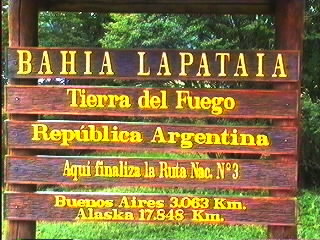 BAHIA LAPATAIA
Tierra del Fuego
República Argentina
Aquí finaliza la Ruta Nac. N°3
Buenos Aires 3.063 Km.
Alaska 17.848 Km.